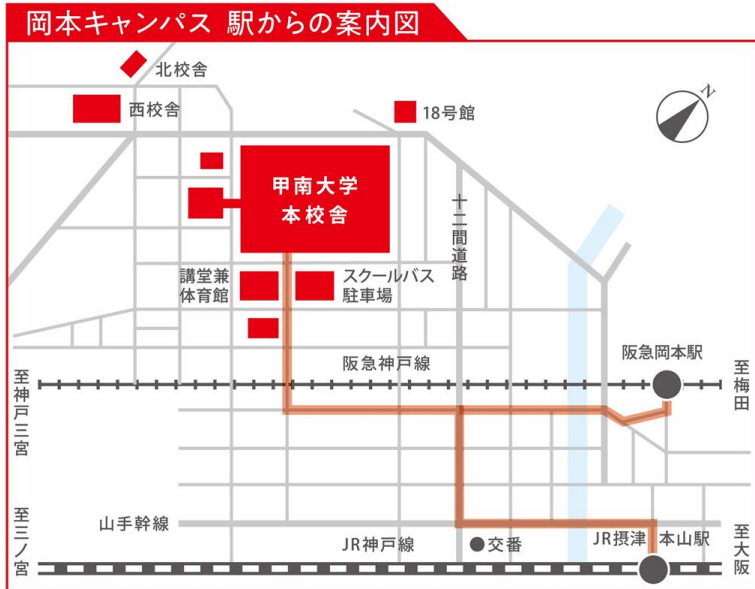 岡本キャンパス 駅からの案内図
北校舎
西校舎
18号館
N
甲南大学
本校舎
十二間道路
講堂兼
体育館
スクールバス
駐車場
阪急神戸線
阪急岡本駅
至神戸三宮
至梅田
山手幹線
至三ノ宮
JR神戸線
交番
JR摂津本山駅
至大阪